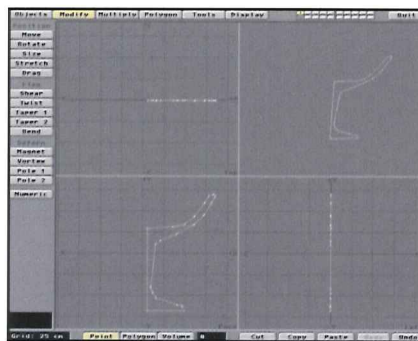 Objects Modify Multiply Polygon Tools Display Quit
Move
Rotate
Size
Stretch
Drag
Shear
Twist
Taper 1
Taper 2
Bend
Magnet
Vortex
Pole 1
Pole 2
Numeric
Grid: 25 cm Point Polygon Volume 0 Cut Copy Paste Undo